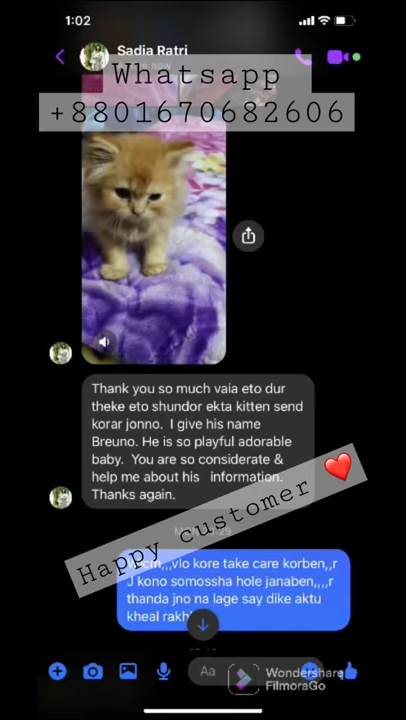 1:02
Sadia Ratri
now
Whatsapp
+8801670682606
Thank you so much vaia eto dur
theke eto shundor ekta kitten send
korar jonno. I give his name
Breuno. He is so playful adorable
baby. You are so considerate &
help me about his information.
Thanks again.
Happy customer ❤️
,,,vlo kore take care korben,,r
J kono somossha hole janaben,,,,r
thanda jno na lage say dike aktu
kheal
Aa
Wondershare
FilmoraGo